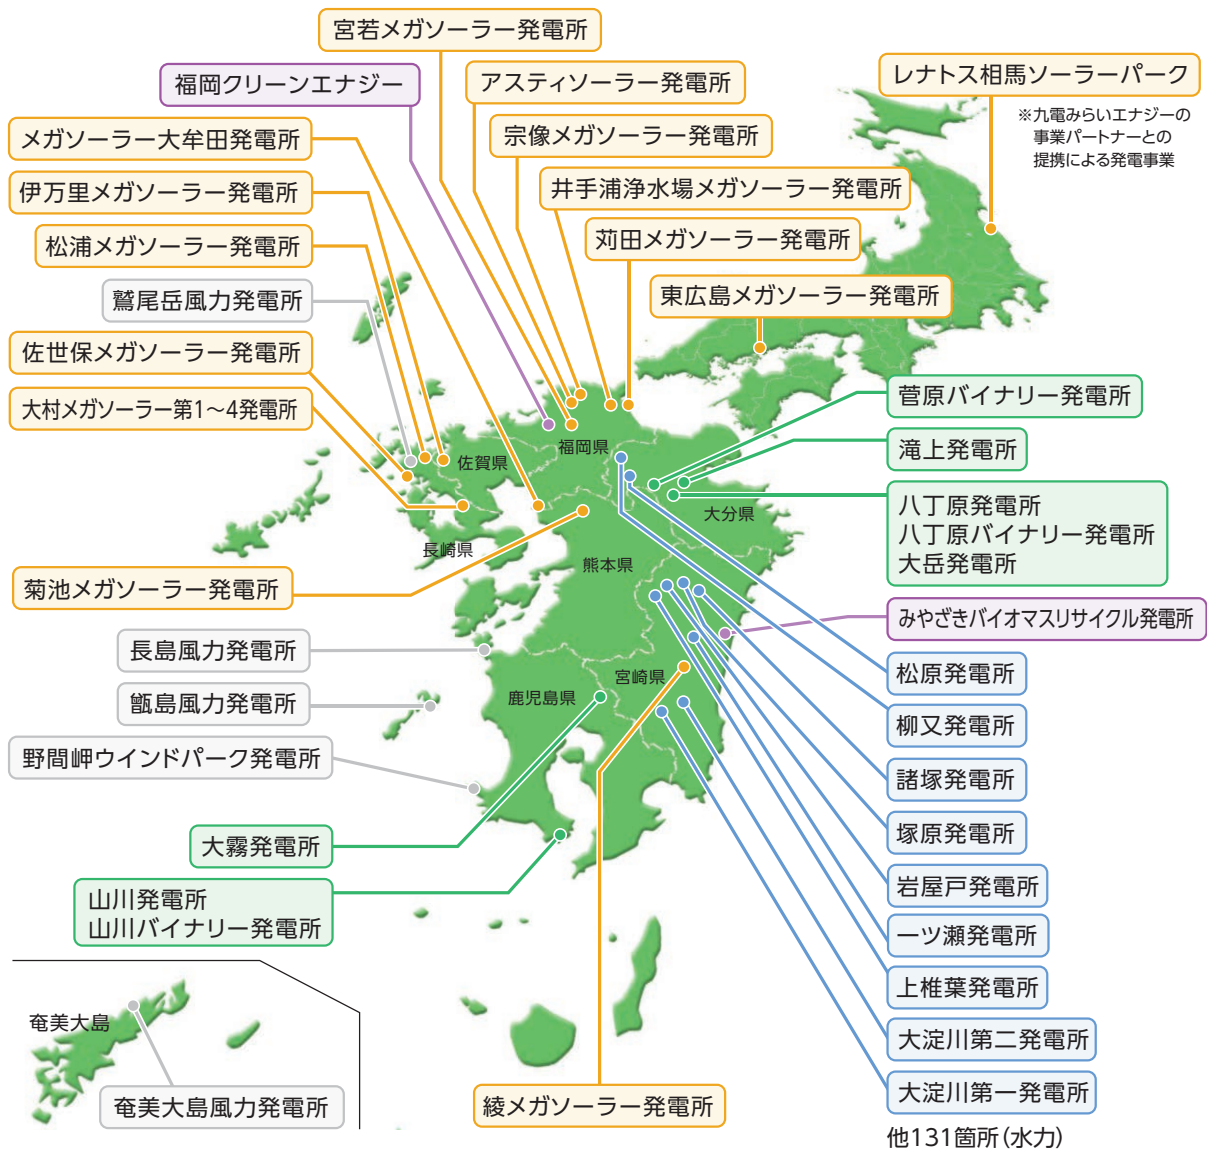 宮若メガソーラー発電所
福岡クリーンエナジー
アスティソーラー発電所
レナトス相馬ソーラーパーク
※九電みらいエナジーの
事業パートナーとの
提携による発電事業
メガソーラー大牟田発電所
宗像メガソーラー発電所
伊万里メガソーラー発電所
井手浦浄水場メガソーラー発電所
松浦メガソーラー発電所
苅田メガソーラー発電所
鷲尾岳風力発電所
東広島メガソーラー発電所
佐世保メガソーラー発電所
大村メガソーラー第1～4発電所
菅原バイナリー発電所
滝上発電所
八丁原発電所
八丁原バイナリー発電所
大岳発電所
福岡県
佐賀県
大分県
長崎県
熊本県
宮崎県
鹿児島県
菊池メガソーラー発電所
みやざきバイオマスリサイクル発電所
長島風力発電所
松原発電所
甑島風力発電所
柳又発電所
野間岬ウインドパーク発電所
諸塚発電所
塚原発電所
大霧発電所
岩屋戸発電所
山川発電所
山川バイナリー発電所
一ツ瀬発電所
上椎葉発電所
奄美大島
大淀川第二発電所
奄美大島風力発電所
綾メガソーラー発電所
大淀川第一発電所
他131箇所(水力)